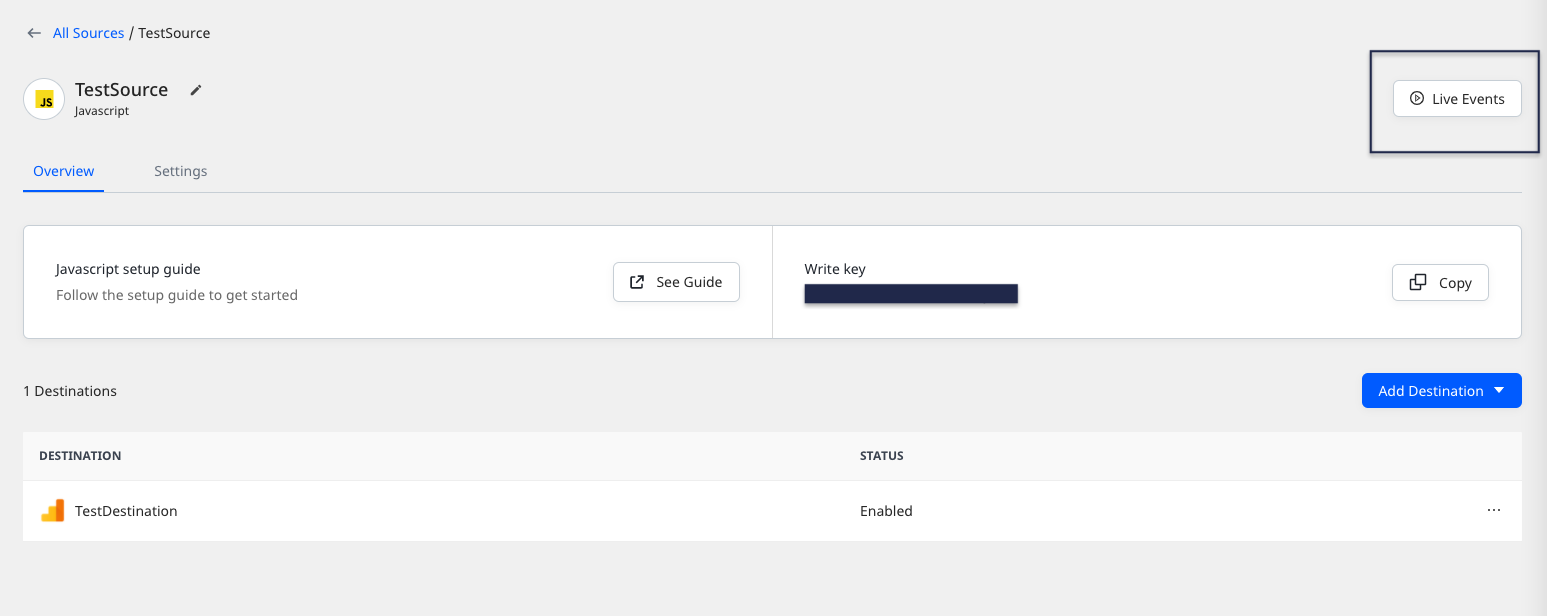 All Sources / TestSource
TestSource
JS
Javascript
Live Events
Overview Settings
Javascript setup guide
Follow the setup guide to get started
See Guide
Write key
Copy
1 Destinations
Add Destination
DESTINATION STATUS
TestDestination Enabled